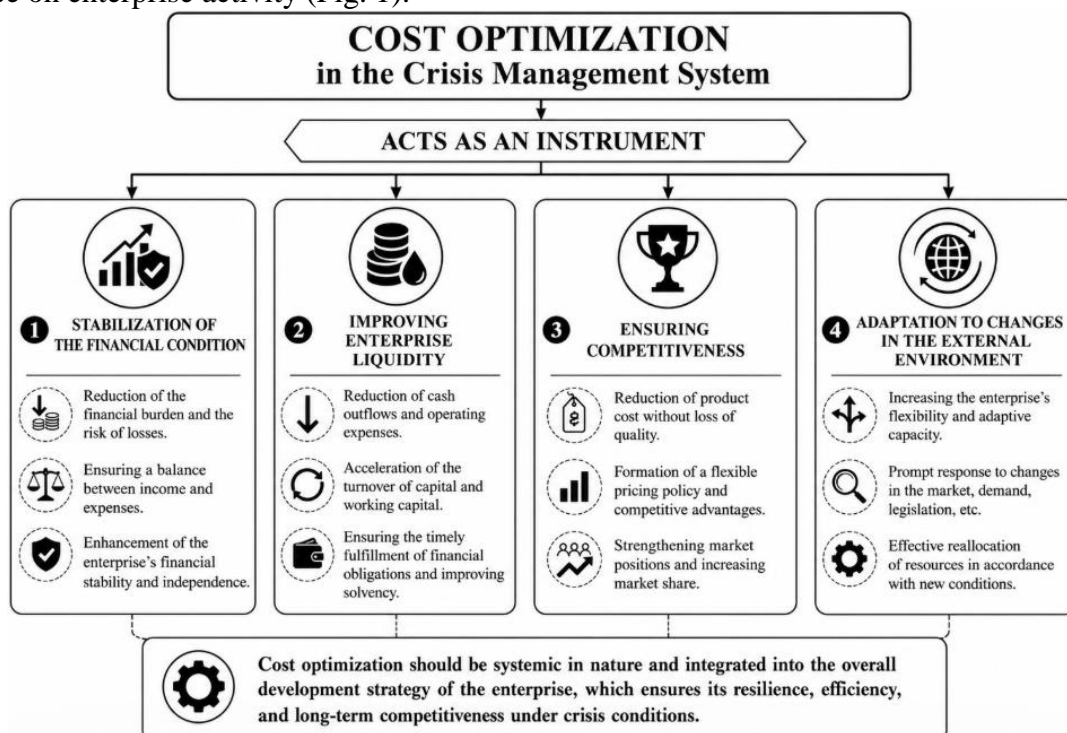 ce on enterprise activity (Fig. 1).
COST OPTIMIZATION
in the Crisis Management System
ACTS AS AN INSTRUMENT
1
STABILIZATION OF
THE FINANCIAL CONDITION
Reduction of the
financial burden and the
risk of losses.
Ensuring a balance
between income and
expenses.
Enhancement of the
enterprise's financial
stability and independence.
2
IMPROVING
ENTERPRISE
LIQUIDITY
Reduction of cash
outflows and operating
expenses.
Acceleration of the
turnover of capital and
working capital.
Ensuring the timely
fulfillment of financial
obligations and improving
solvency.
3
ENSURING
COMPETITIVENESS
Reduction of product
cost without loss of
quality.
Formation of a flexible
pricing policy and
competitive advantages.
Strengthening market
positions and increasing
market share.
4
ADAPTATION TO CHANGES
IN THE EXTERNAL
ENVIRONMENT
Increasing the enterprise's
flexibility and adaptive
capacity.
Prompt response to changes
in the market, demand,
legislation, etc.
Effective reallocation
of resources in accordance
with new conditions.
Cost optimization should be systemic in nature and integrated into the overall
development strategy of the enterprise, which ensures its resilience, efficiency,
and long-term competitiveness under crisis conditions.